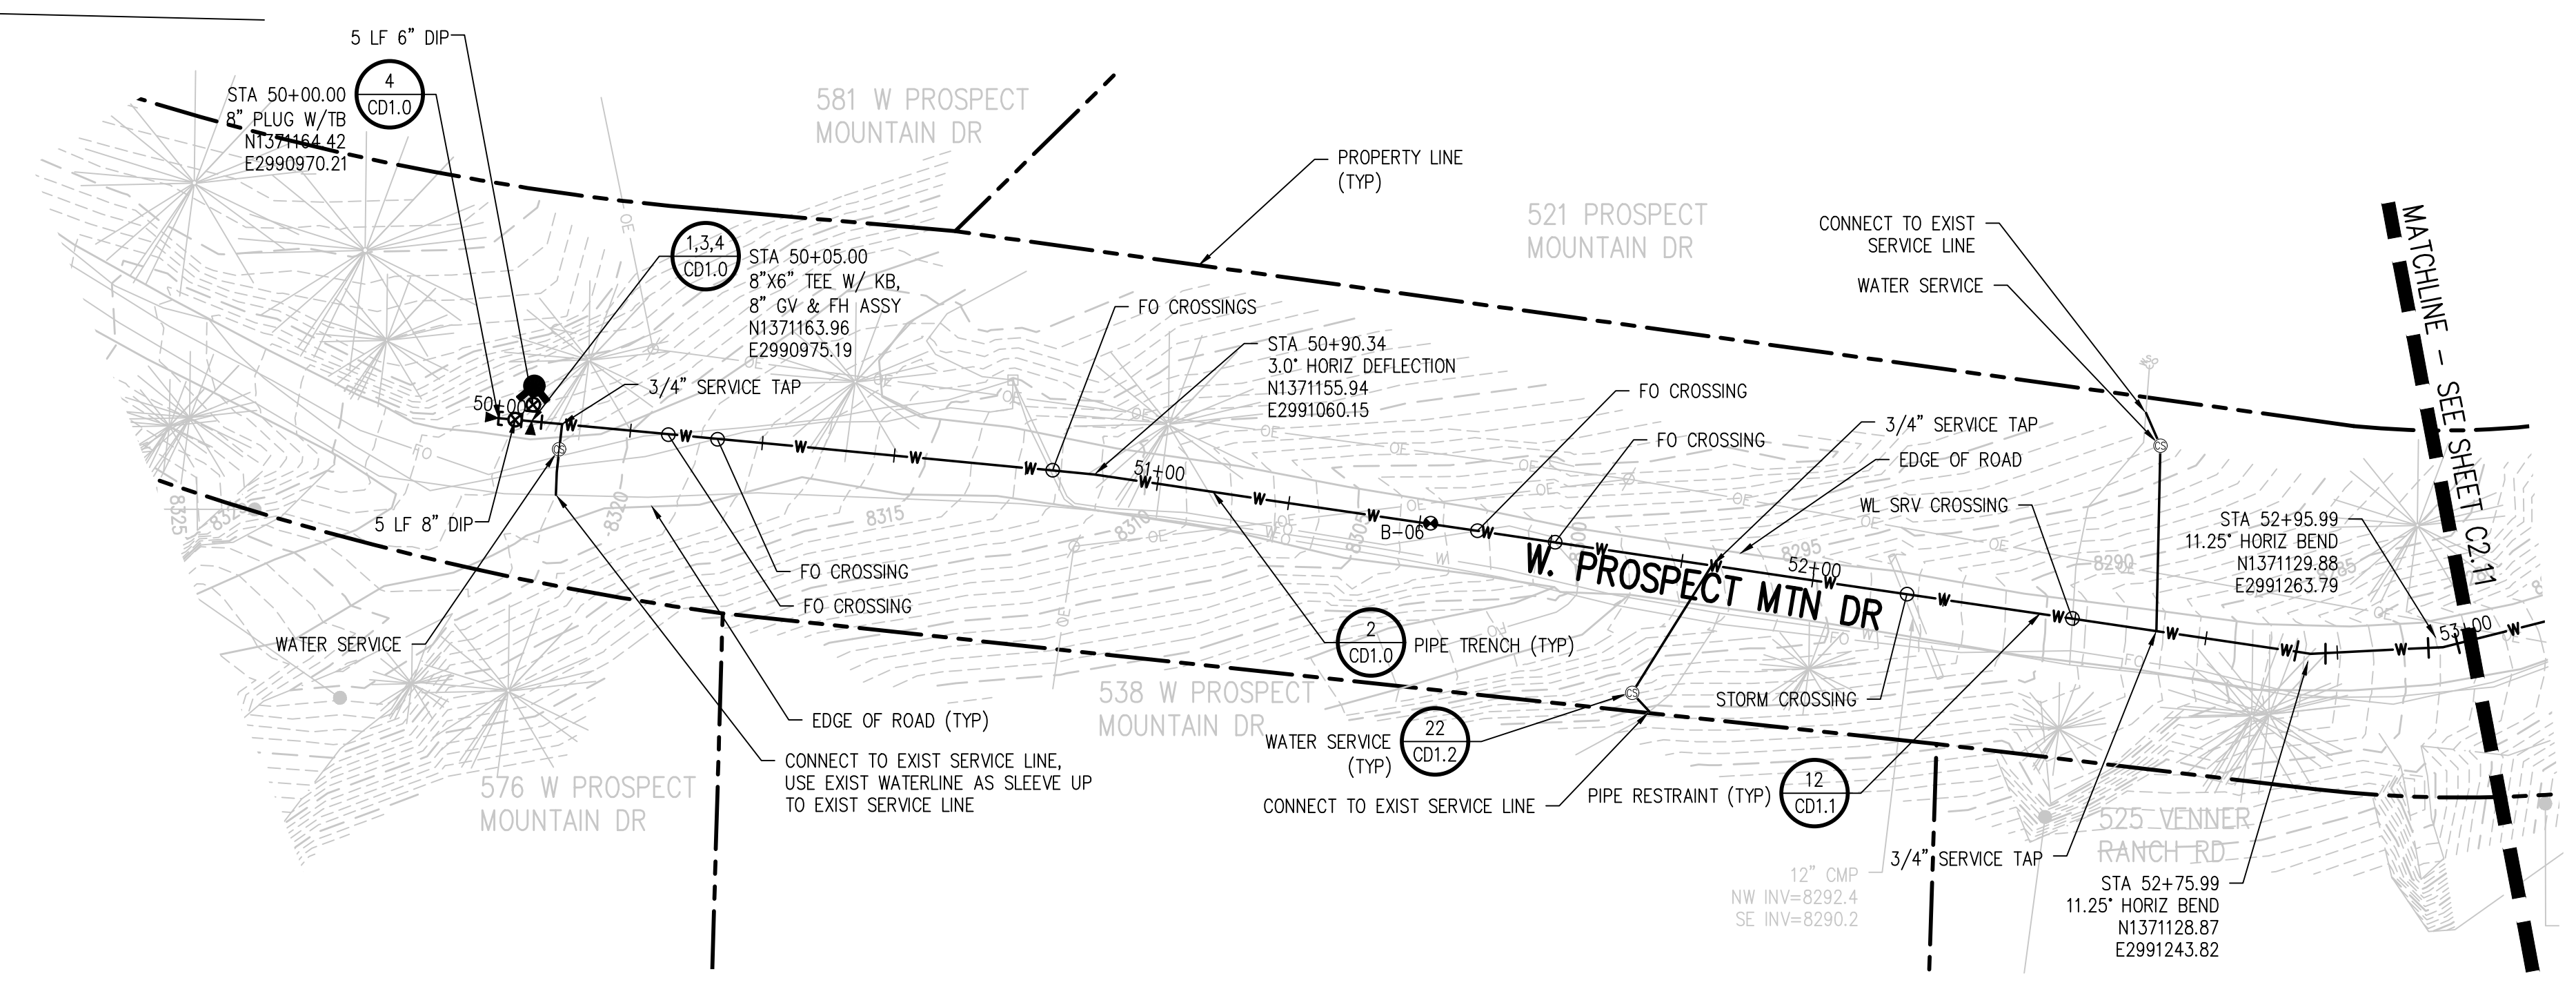 5 LF 6" DIP
4
CD1.0
STA 50+00.00
8" PLUG W/TB
N1371164.42
E2990970.21
581 W PROSPECT
MOUNTAIN DR
PROPERTY LINE
(TYP)
521 PROSPECT
MOUNTAIN DR
CONNECT TO EXIST
SERVICE LINE
WATER SERVICE
MATCHLINE - SEE SHEET C2.11
1,3,4
CD1.0
STA 50+05.00
8"X6" TEE W/ KB,
8" GV & FH ASSY
N1371163.96
E2990975.19
FO CROSSINGS
STA 50+90.34
3.0° HORIZ DEFLECTION
N1371155.94
E2991060.15
3/4" SERVICE TAP
FO CROSSING
FO CROSSING
3/4" SERVICE TAP
EDGE OF ROAD
WL SRV CROSSING
STA 52+95.99
11.25° HORIZ BEND
N1371129.88
E2991263.79
50+00
51+00
52+00
53+00
B-06
W. PROSPECT MTN DR
8325
8320
8315
8310
8305
8300
8295
8290
5 LF 8" DIP
FO CROSSING
FO CROSSING
WATER SERVICE
2
CD1.0
PIPE TRENCH (TYP)
EDGE OF ROAD (TYP)
CONNECT TO EXIST SERVICE LINE,
USE EXIST WATERLINE AS SLEEVE UP
TO EXIST SERVICE LINE
576 W PROSPECT
MOUNTAIN DR
538 W PROSPECT
MOUNTAIN DR
STORM CROSSING
WATER SERVICE
(TYP)
22
CD1.2
CONNECT TO EXIST SERVICE LINE
PIPE RESTRAINT (TYP)
12
CD1.1
525 VENNER
RANCH RD
3/4" SERVICE TAP
12" CMP
NW INV=8292.4
SE INV=8290.2
STA 52+75.99
11.25° HORIZ BEND
N1371128.87
E2991243.82